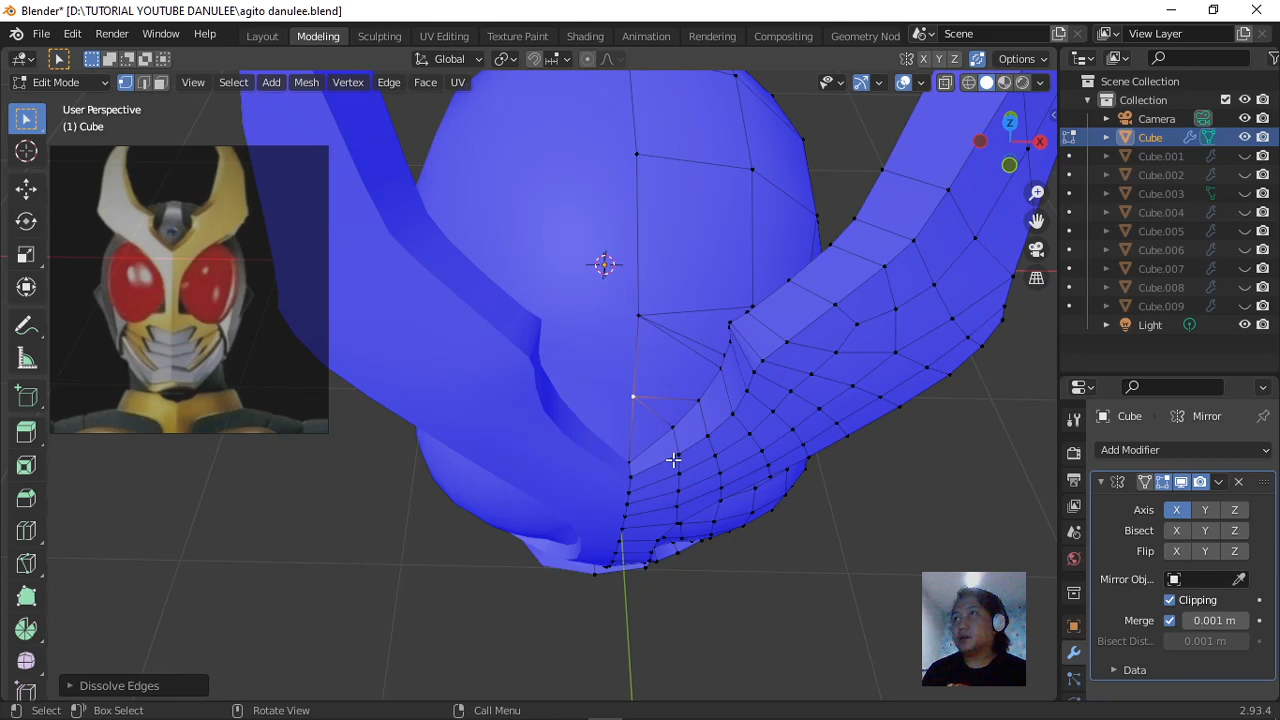 Blender* [D:\TUTORIAL YOUTUBE DANULEE\agito danulee.blend]
File Edit Render Window Help Layout Modeling Sculpting UV Editing Texture Paint Shading Animation Rendering Compositing Geometry Nod Scene View Layer
Global X Y Z Options
Edit Mode View Select Add Mesh Vertex Edge Face UV
User Perspective
(1) Cube
Z
X
Scene Collection
Collection
Camera
Cube
Cube.001
Cube.002
Cube.003
Cube.004
Cube.005
Cube.006
Cube.007
Cube.008
Cube.009
Light
Cube Mirror
Add Modifier
Axis X Y Z
Bisect X Y Z
Flip X Y Z
Mirror Obj...
Clipping
Merge 0.001 m
Bisect Dist... 0.001 m
Data
Dissolve Edges
Select Box Select Rotate View Call Menu 2.93.4